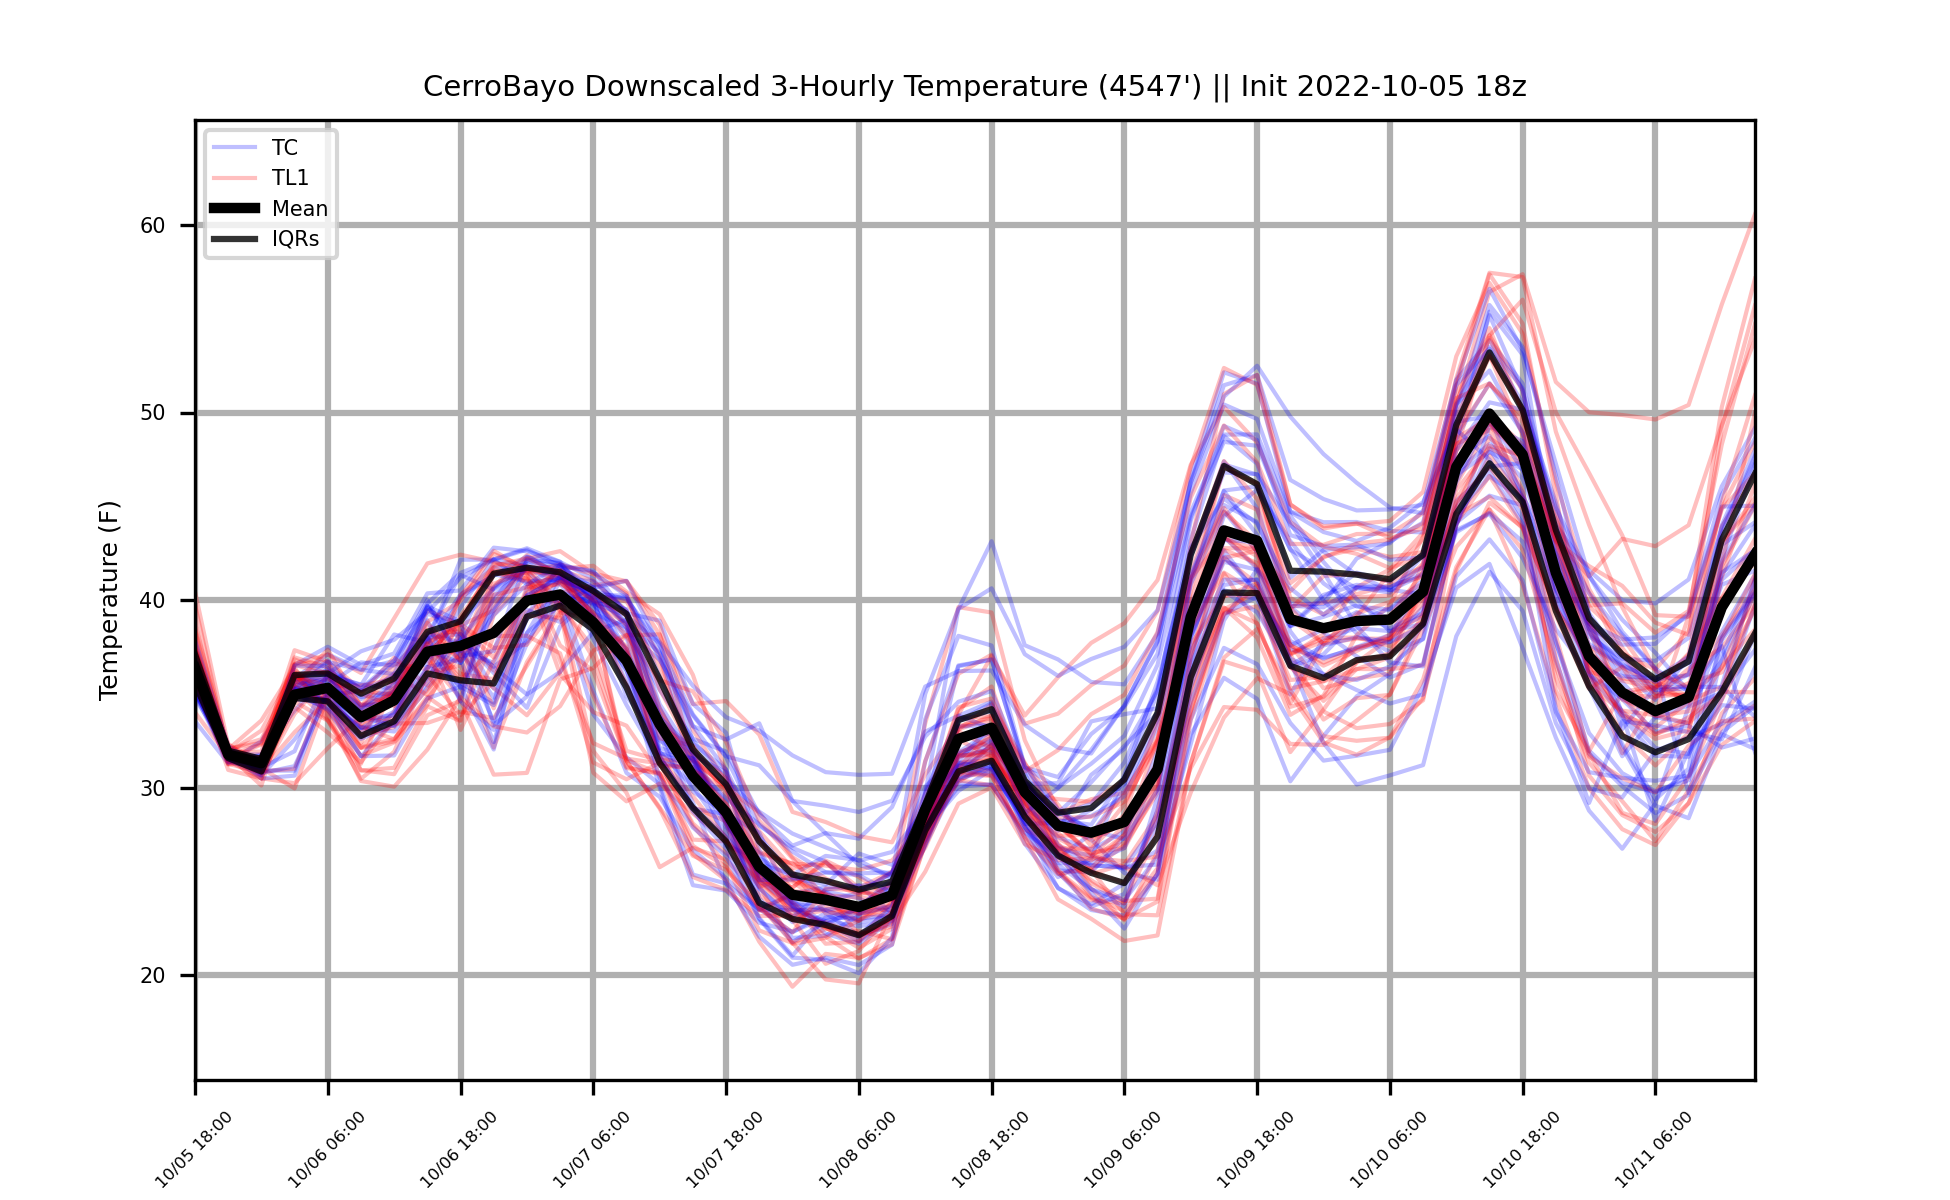 CerroBayo Downscaled 3-Hourly Temperature (4547') || Init 2022-10-05 18z
TC
TL1
Mean
IQRs
Temperature (F)
60
50
40
30
20
10/05 18:00
10/06 06:00
10/06 18:00
10/07 06:00
10/07 18:00
10/08 06:00
10/08 18:00
10/09 06:00
10/09 18:00
10/10 06:00
10/10 18:00
10/11 06:00